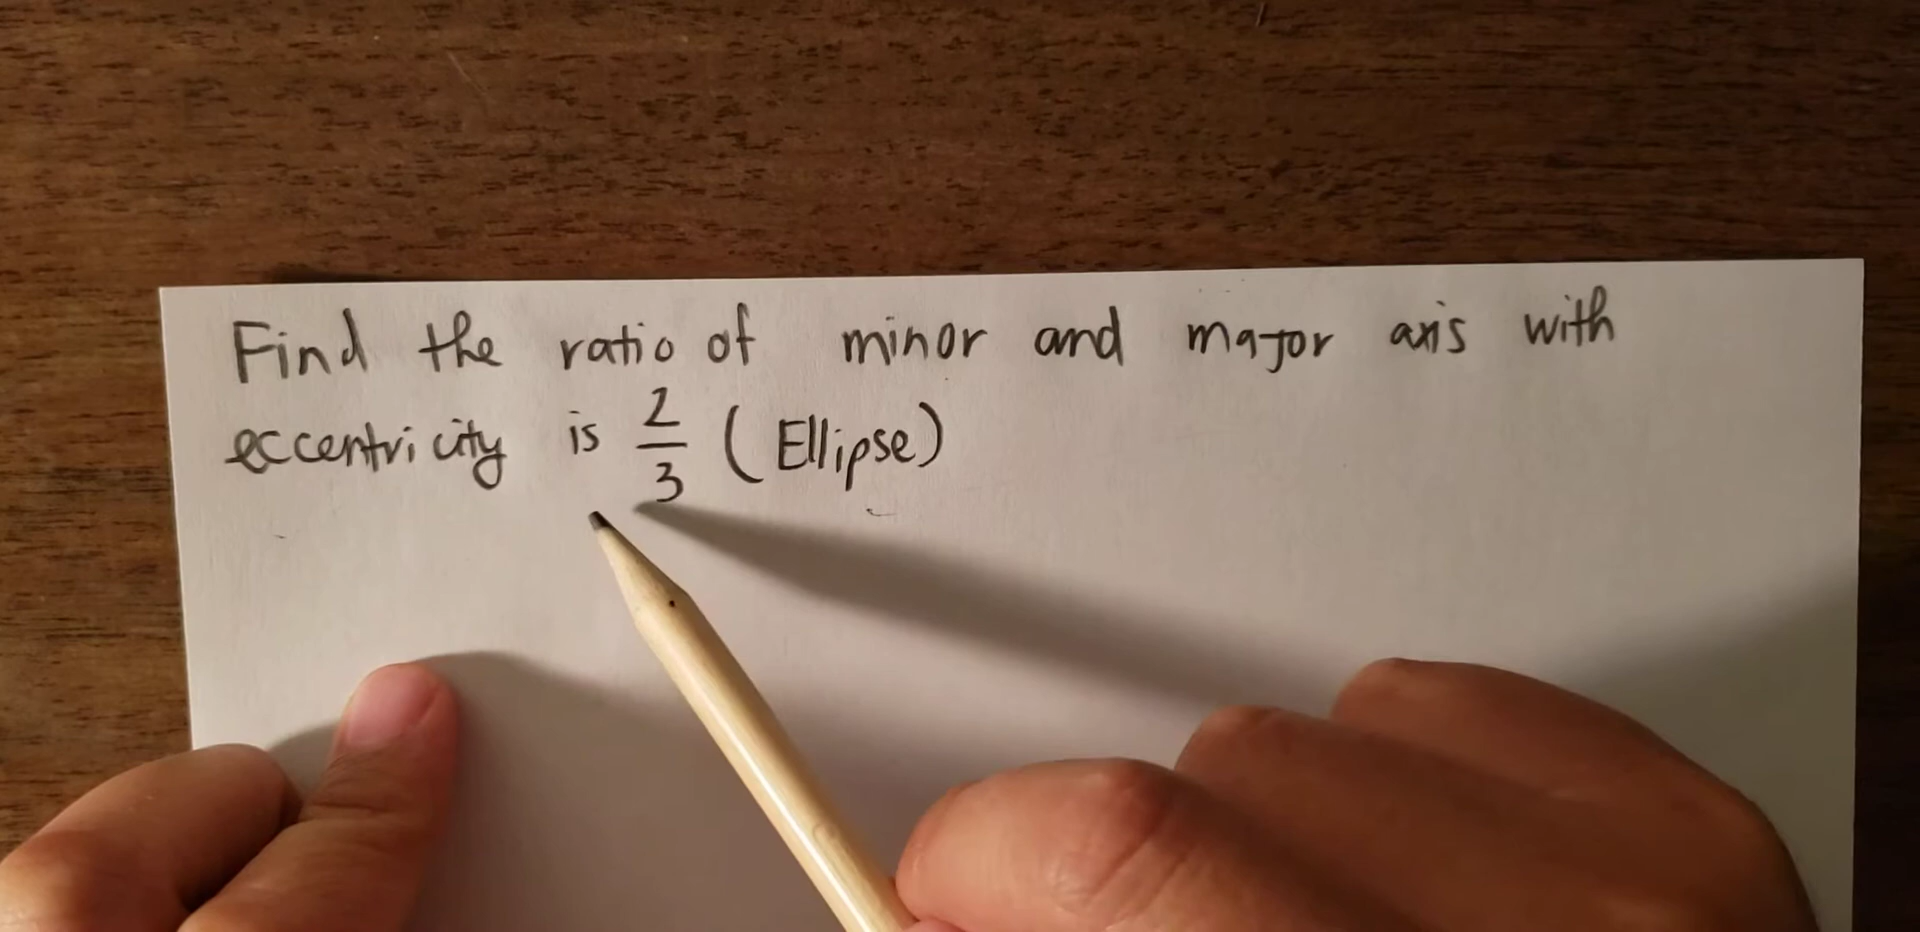 Find the ratio of minor and major axis with
eccentricity is 2/3 (Ellipse)